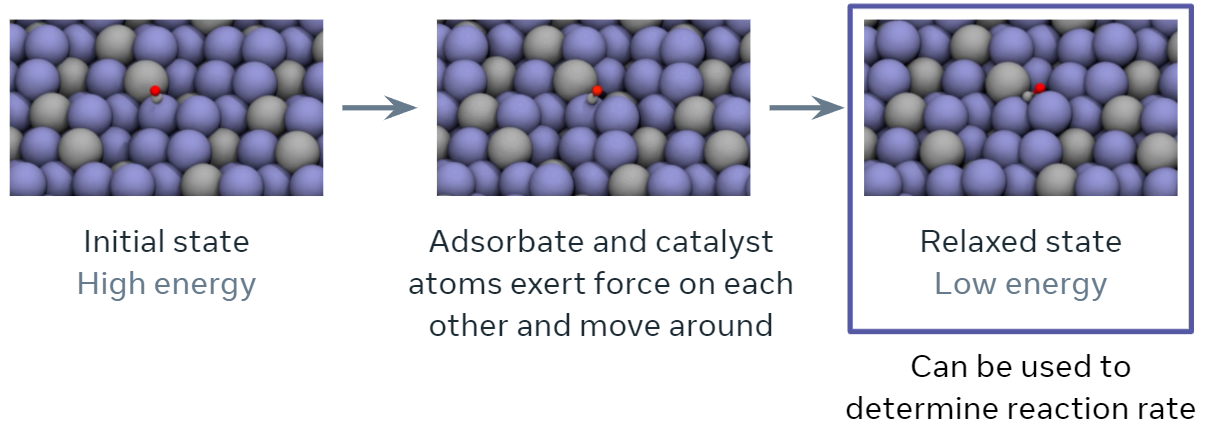 Initial state
High energy
Adsorbate and catalyst
atoms exert force on each
other and move around
Relaxed state
Low energy
Can be used to
determine reaction rate